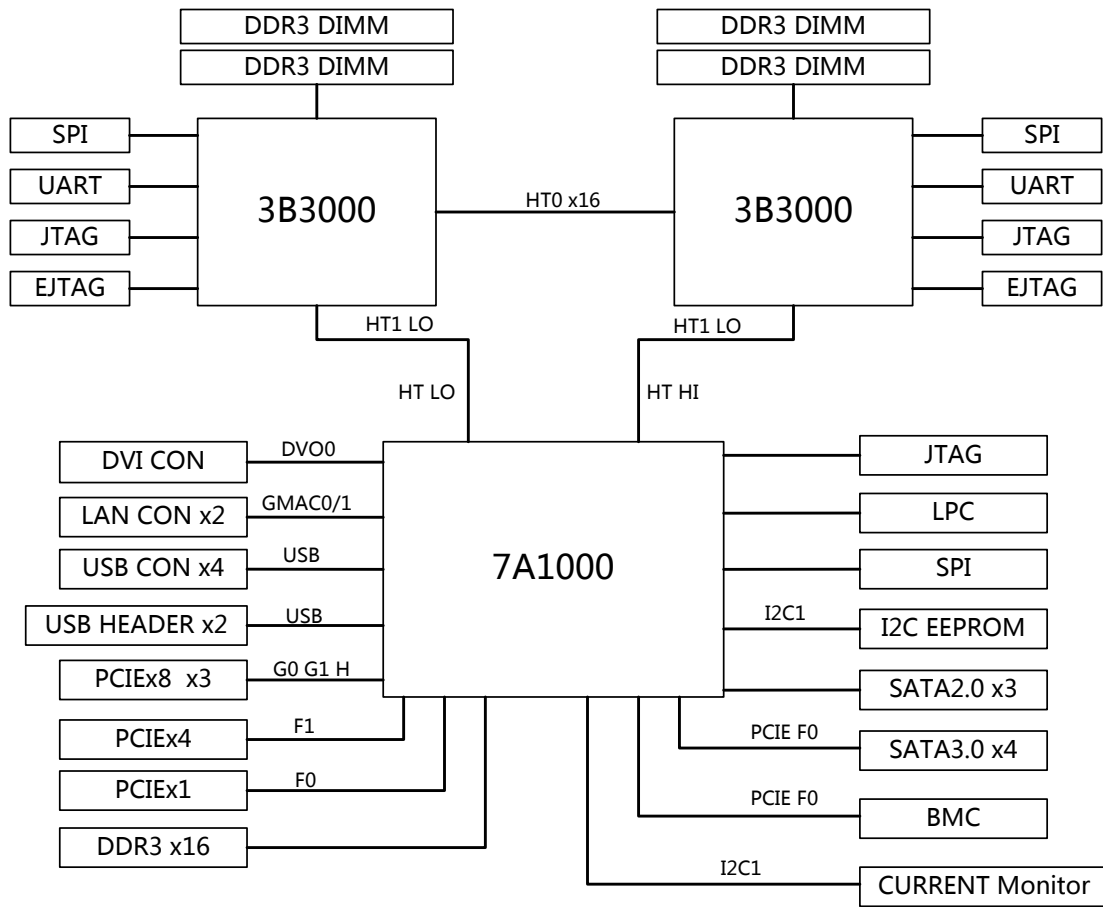 DDR3 DIMM
DDR3 DIMM
DDR3 DIMM
DDR3 DIMM
SPI
UART
JTAG
EJTAG
3B3000
HT0 x16
3B3000
SPI
UART
JTAG
EJTAG
HT1 LO
HT1 LO
HT LO
HT HI
DVI CON
DVO0
LAN CON x2
GMAC0/1
USB CON x4
USB
USB HEADER x2
USB
PCIEx8 x3
G0 G1 H
PCIEx4
F1
PCIEx1
F0
DDR3 x16
7A1000
JTAG
LPC
SPI
I2C1
I2C EEPROM
SATA2.0 x3
PCIE F0
SATA3.0 x4
PCIE F0
BMC
I2C1
CURRENT Monitor